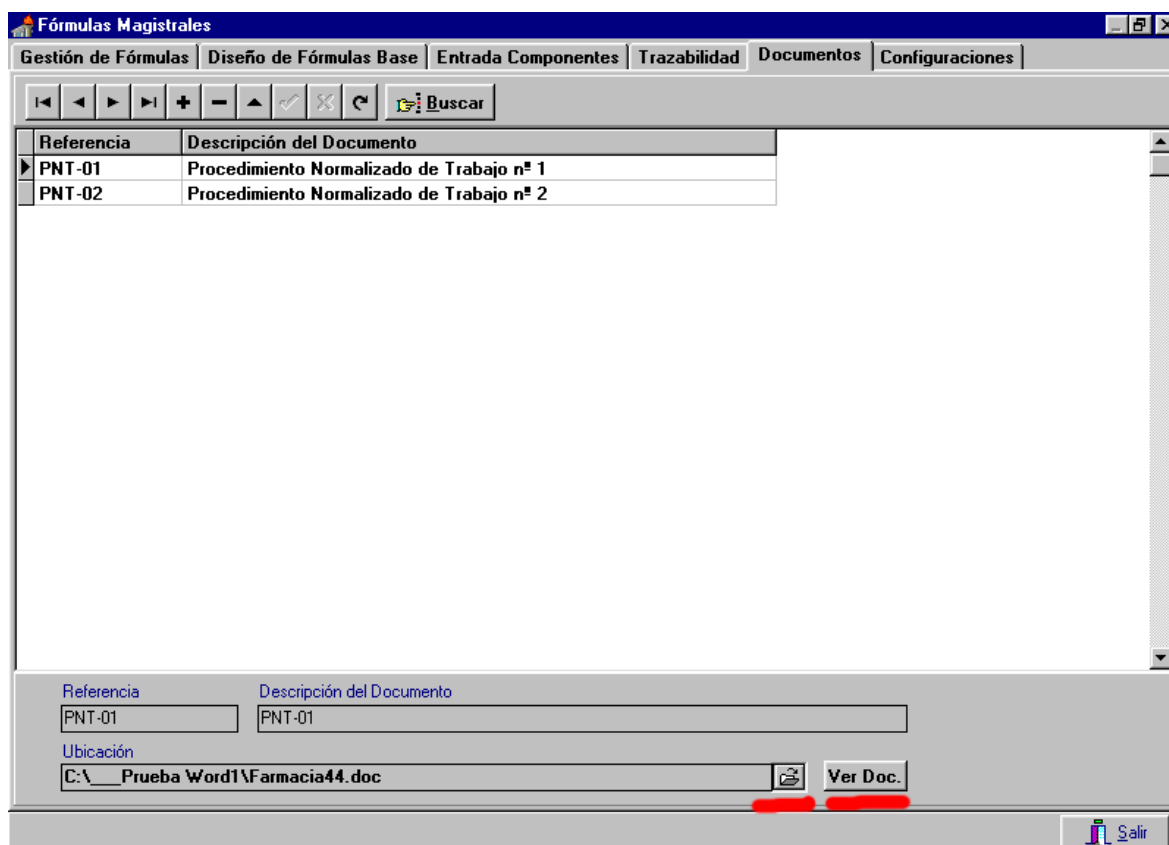 Fórmulas Magistrales
Gestión de Fórmulas Diseño de Fórmulas Base Entrada Componentes Trazabilidad Documentos Configuraciones
Buscar
Referencia Descripción del Documento
PNT-01 Procedimiento Normalizado de Trabajo nº 1
PNT-02 Procedimiento Normalizado de Trabajo nº 2
Referencia Descripción del Documento
PNT-01 PNT-01
Ubicación
C:\___Prueba Word1\Farmacia44.doc Ver Doc.
Salir